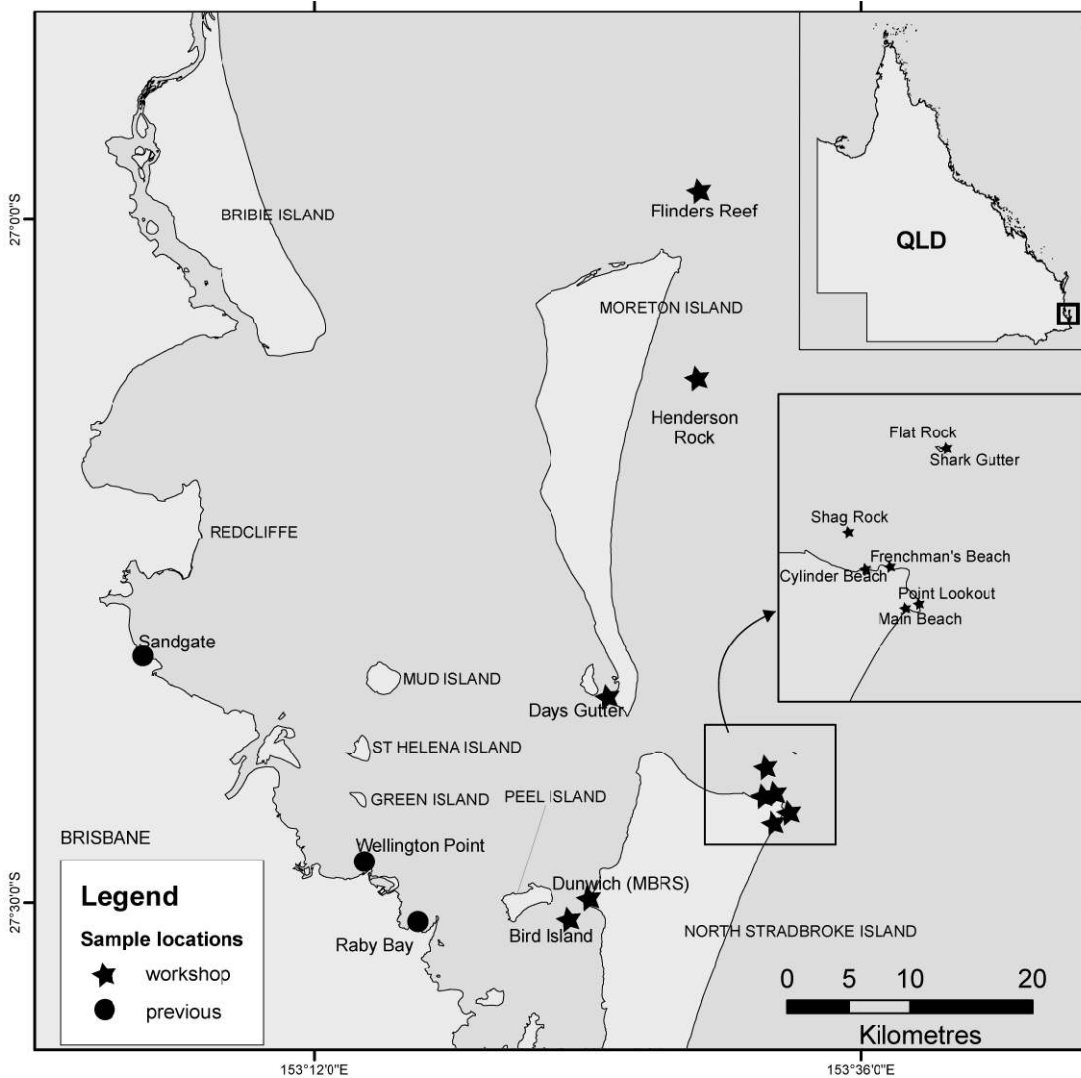 Flinders Reef
27°0'0"S
BRIBIE ISLAND
QLD
MORETON ISLAND
Henderson
Rock
Flat Rock
Shark Gutter
Shag Rock
REDCLIFFE
Frenchman's Beach
Cylinder Beach
Point Lookout
Main Beach
Sandgate
MUD ISLAND
Days Gutter
ST HELENA ISLAND
GREEN ISLAND
PEEL ISLAND
BRISBANE
Wellington Point
Dunwich (MBRS)
27°30'0"S
Raby Bay
Bird Island
NORTH STRADBROKE ISLAND
Legend
Sample locations
workshop
previous
0 5 10 20
Kilometres
153°12'0"E
153°36'0"E